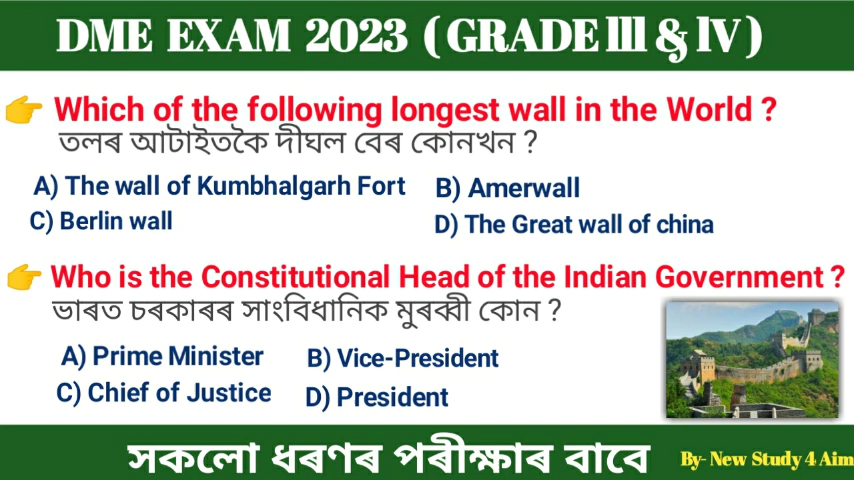 DME EXAM 2023 ( GRADE lll & lV )
👉 Which of the following longest wall in the World ?
তলৰ আটাইতকৈ দীঘল বেৰ কোনখন ?
A) The wall of Kumbhalgarh Fort B) Amerwall
C) Berlin wall D) The Great wall of china
👉 Who is the Constitutional Head of the Indian Government ?
ভাৰত চৰকাৰৰ সাংবিধানিক মুৰব্বী কোন ?
A) Prime Minister B) Vice-President
C) Chief of Justice D) President
সকলো ধৰণৰ পৰীক্ষাৰ বাবে By- New Study 4 Aim